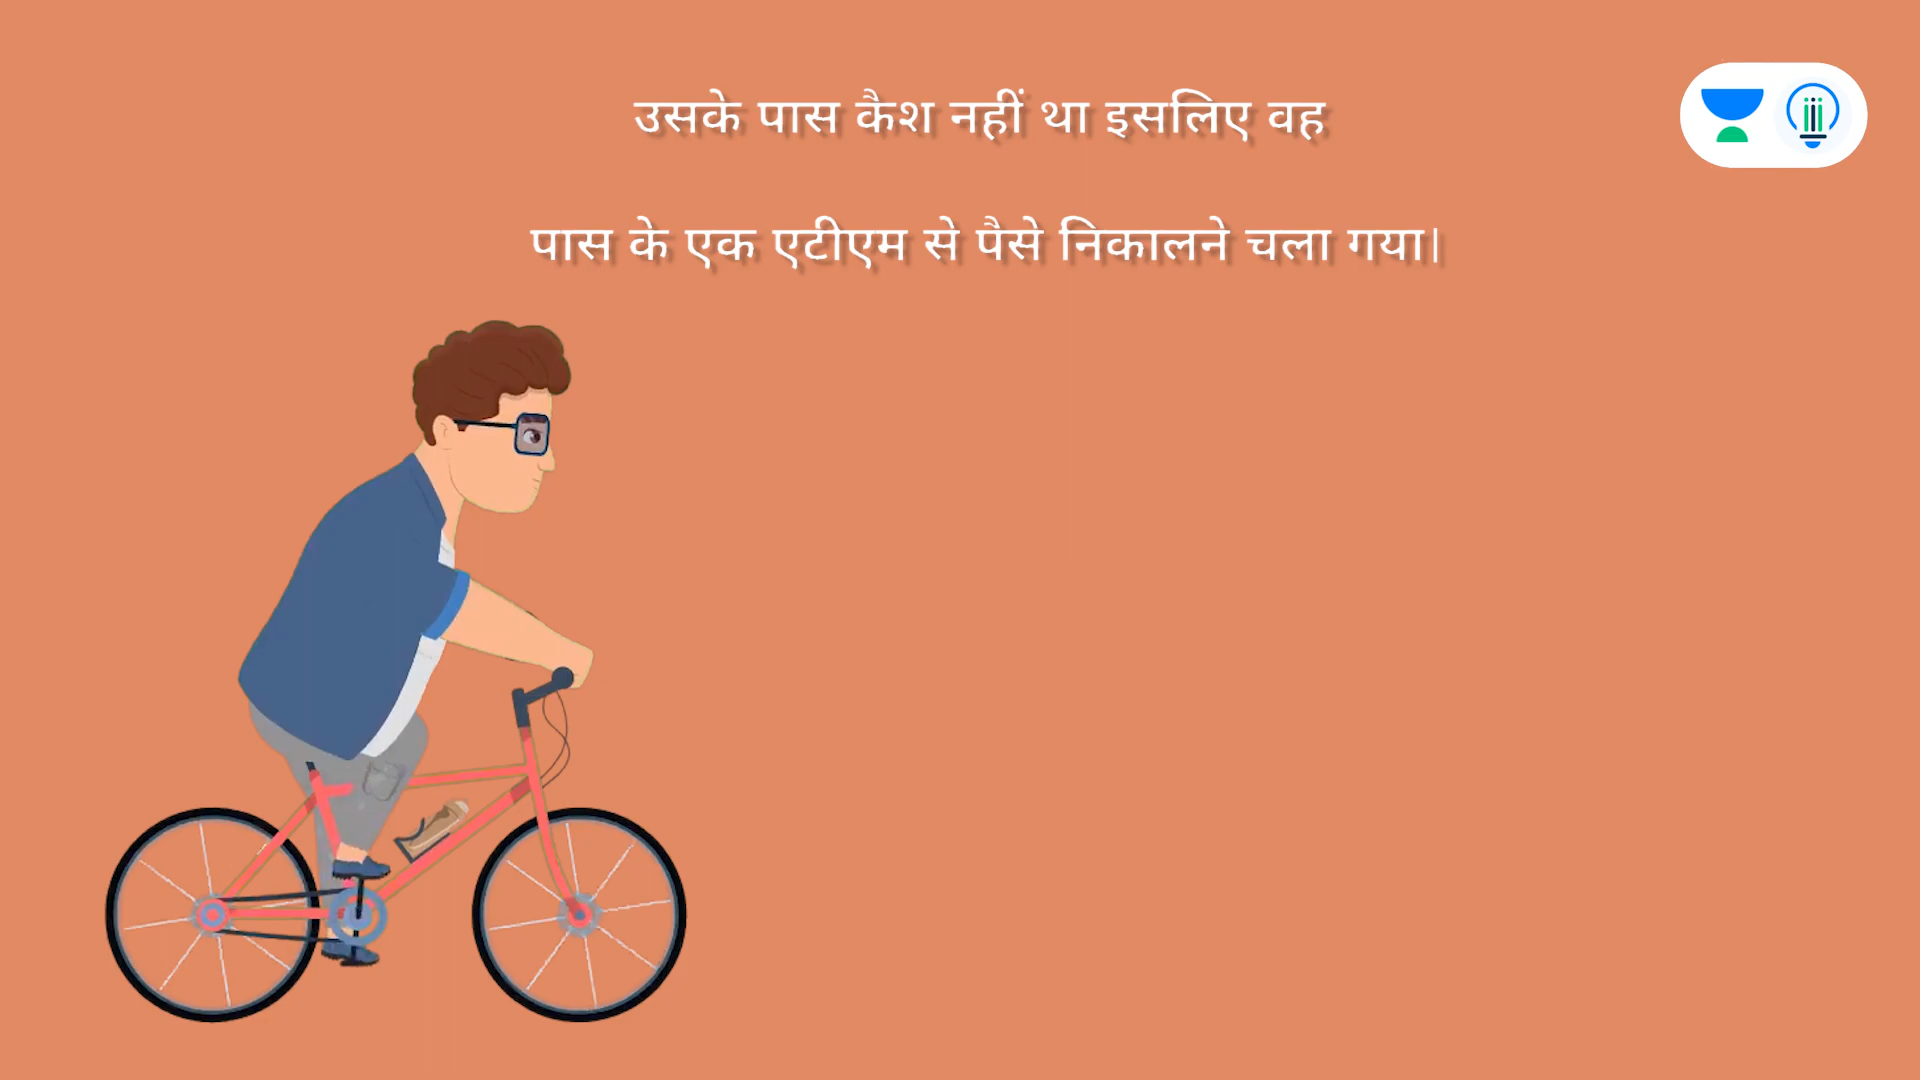 उसके पास कैश नहीं था इसलिए वह
पास के एक एटीएम से पैसे निकालने चला गया|